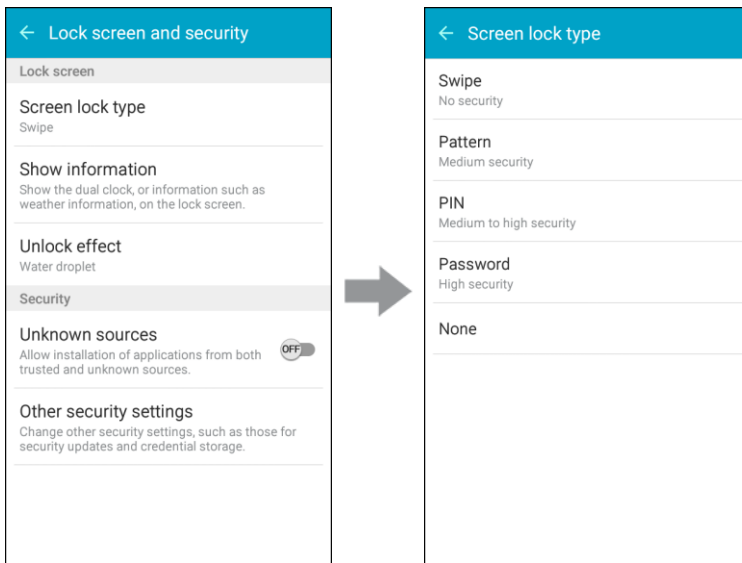 ← Lock screen and security
Lock screen
Screen lock type
Swipe
Show information
Show the dual clock, or information such as
weather information, on the lock screen.
Unlock effect
Water droplet
Security
Unknown sources
Allow installation of applications from both
trusted and unknown sources.
OFF
Other security settings
Change other security settings, such as those for
security updates and credential storage.
← Screen lock type
Swipe
No security
Pattern
Medium security
PIN
Medium to high security
Password
High security
None